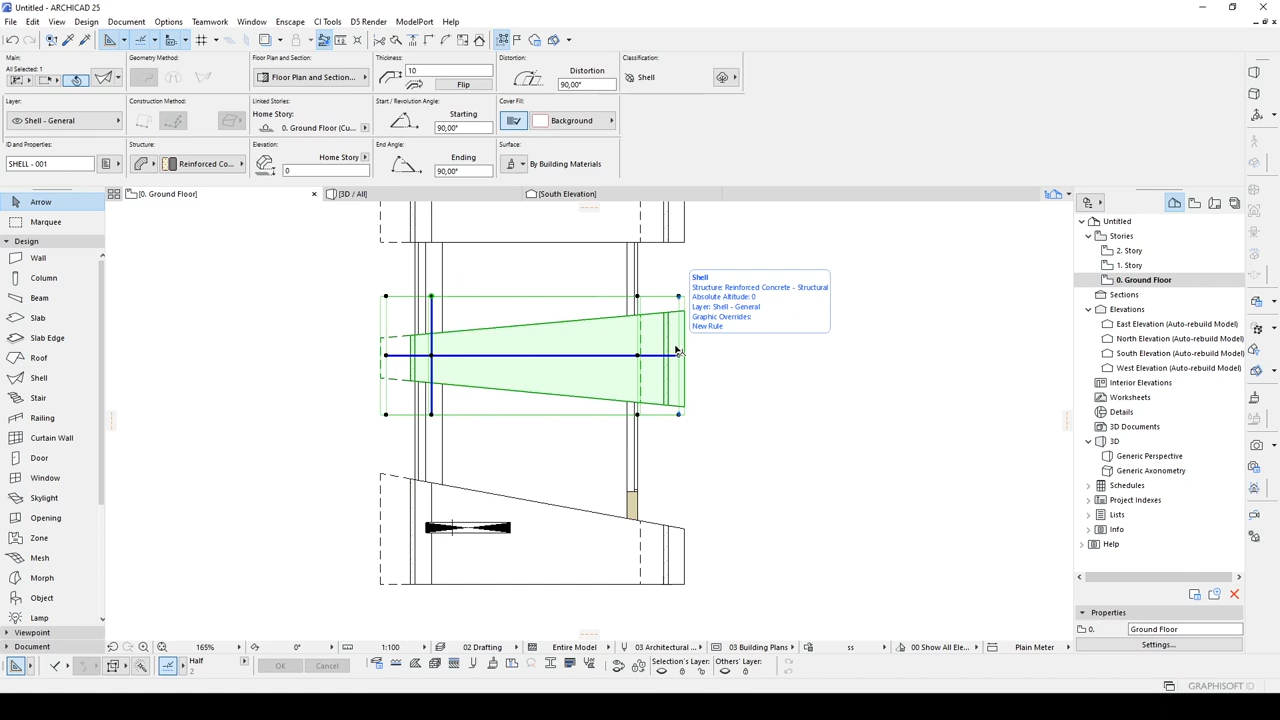 Untitled - ARCHICAD 25
File Edit View Design Document Options Teamwork Window Enscape CI Tools D5 Render ModelPort Help
Main: Geometry Method: Floor Plan and Section: Thickness: Distortion: Classification:
All Selected: 1
Floor Plan and Section... 10 Distortion Shell
Flip 90,00°
Layer: Construction Method: Linked Stories: Start / Revolution Angle: Cover Fill:
Home Story: Starting
Shell - General 0. Ground Floor (Cu... 90,00° Background
ID and Properties: Structure: Elevation: End Angle: Surface:
Home Story Ending
SHELL - 001 Reinforced Co... 0 90,00° By Building Materials
[0. Ground Floor] [3D / All] [South Elevation]
Arrow
Marquee
Design
Wall
Column
Beam
Slab
Slab Edge
Roof
Shell
Stair
Railing
Curtain Wall
Door
Window
Skylight
Opening
Zone
Mesh
Morph
Object
Lamp
Viewpoint
Document
Shell
Structure: Reinforced Concrete - Structural
Absolute Altitude: 0
Layer: Shell - General
Graphic Overrides:
New Rule
Untitled
Stories
2. Story
1. Story
0. Ground Floor
Sections
Elevations
East Elevation (Auto-rebuild Model)
North Elevation (Auto-rebuild Model)
South Elevation (Auto-rebuild Model)
West Elevation (Auto-rebuild Model)
Interior Elevations
Worksheets
Details
3D Documents
3D
Generic Perspective
Generic Axonometry
Schedules
Project Indexes
Lists
Info
Help
Properties
0. Ground Floor
Settings...
165% 0° 1:100 02 Drafting Entire Model 03 Architectural ... 03 Building Plans ss 00 Show All Ele... Plain Meter
Half
2
OK Cancel Selection's Layer: Others' Layer:
GRAPHISOFT ID